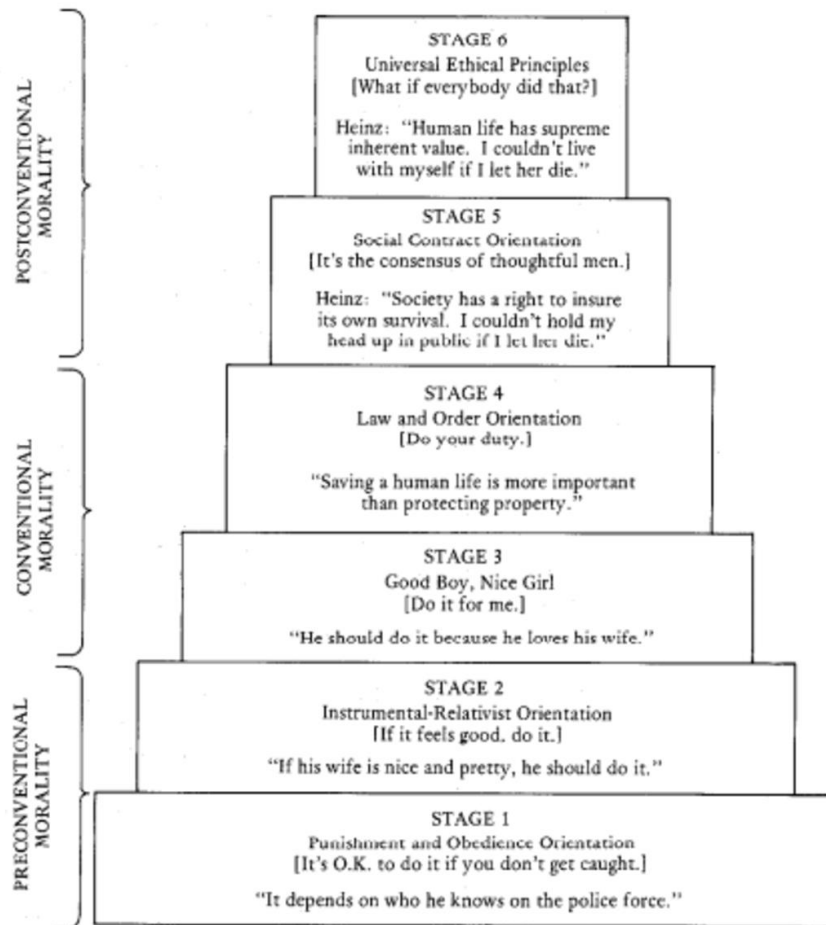 POSTCONVENTIONAL
MORALITY
STAGE 6
Universal Ethical Principles
[What if everybody did that?]
Heinz: "Human life has supreme
inherent value. I couldn't live
with myself if I let her die."
STAGE 5
Social Contract Orientation
[It's the consensus of thoughtful men.]
Heinz: "Society has a right to insure
its own survival. I couldn't hold my
head up in public if I let her die."
CONVENTIONAL
MORALITY
STAGE 4
Law and Order Orientation
[Do your duty.]
"Saving a human life is more important
than protecting property."
STAGE 3
Good Boy, Nice Girl
[Do it for me.]
"He should do it because he loves his wife."
PRECONVENTIONAL
MORALITY
STAGE 2
Instrumental-Relativist Orientation
[If it feels good, do it.]
"If his wife is nice and pretty, he should do it."
STAGE 1
Punishment and Obedience Orientation
[It's O.K. to do it if you don't get caught.]
"It depends on who he knows on the police force."